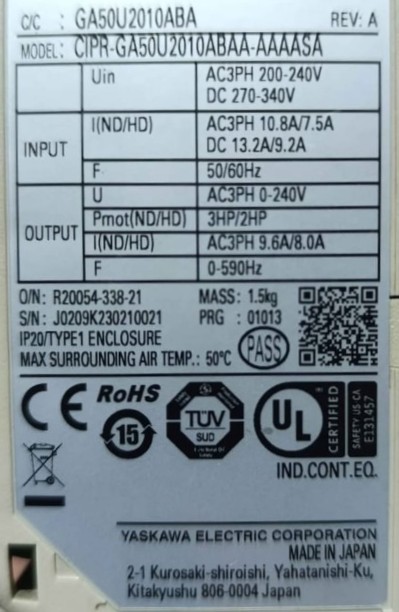 C/C : GA50U2010ABA REV: A
MODEL: CIPR-GA50U2010ABAA-AAAASA
Uin AC3PH 200-240V
DC 270-340V
INPUT I(ND/HD) AC3PH 10.8A/7.5A
DC 13.2A/9.2A
F 50/60Hz
U AC3PH 0-240V
OUTPUT Pmot(ND/HD) 3HP/2HP
I(ND/HD) AC3PH 9.6A/8.0A
F 0-590Hz
O/N: R20054-338-21 MASS: 1.5kg
S/N: J0209K230210021 PRG : 01013
IP20/TYPE1 ENCLOSURE PASS
MAX SURROUNDING AIR TEMP.: 50°C
CE RoHS 15 TÜV SUD UL CERTIFIED SAFETY US-CA E131457
IND.CONT.EQ.
YASKAWA ELECTRIC CORPORATION
MADE IN JAPAN
2-1 Kurosaki-shiroishi, Yahatanishi-Ku,
Kitakyushu 806-0004 Japan